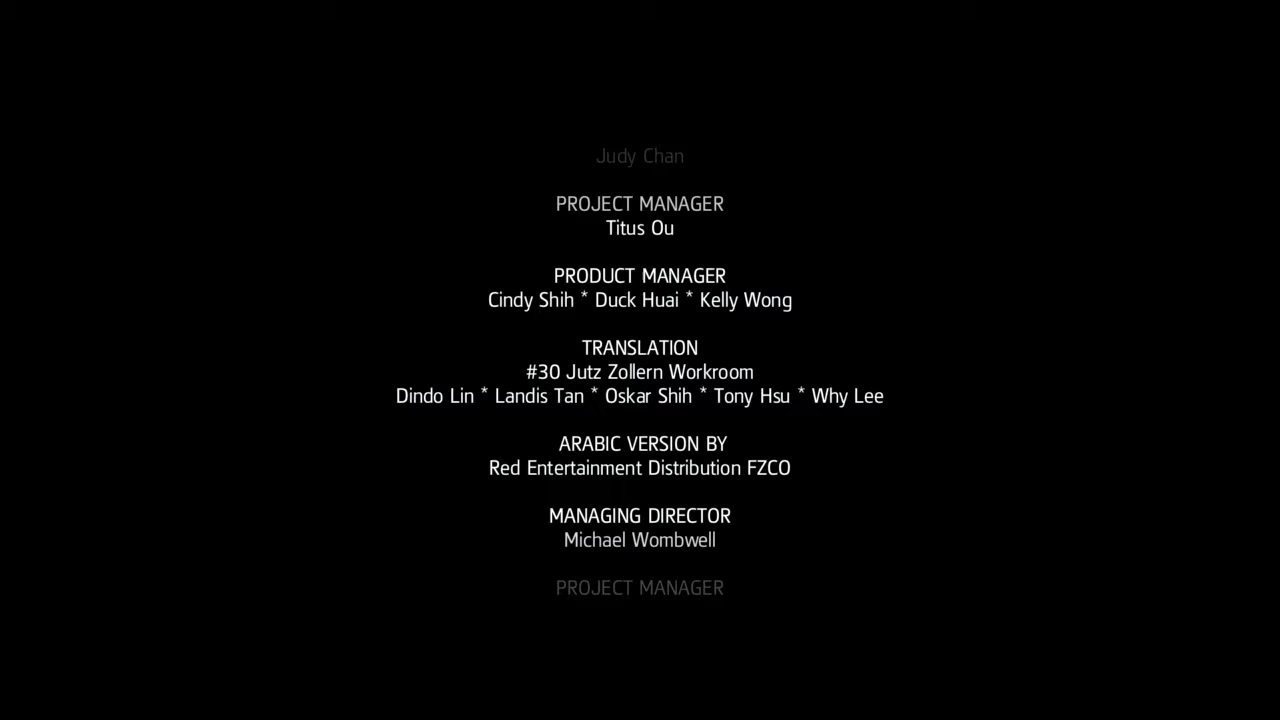 Judy Chan
PROJECT MANAGER
Titus Ou
PRODUCT MANAGER
Cindy Shih * Duck Huai * Kelly Wong
TRANSLATION
#30 Jutz Zollern Workroom
Dindo Lin * Landis Tan * Oskar Shih * Tony Hsu * Why Lee
ARABIC VERSION BY
Red Entertainment Distribution FZCO
MANAGING DIRECTOR
Michael Wombwell
PROJECT MANAGER